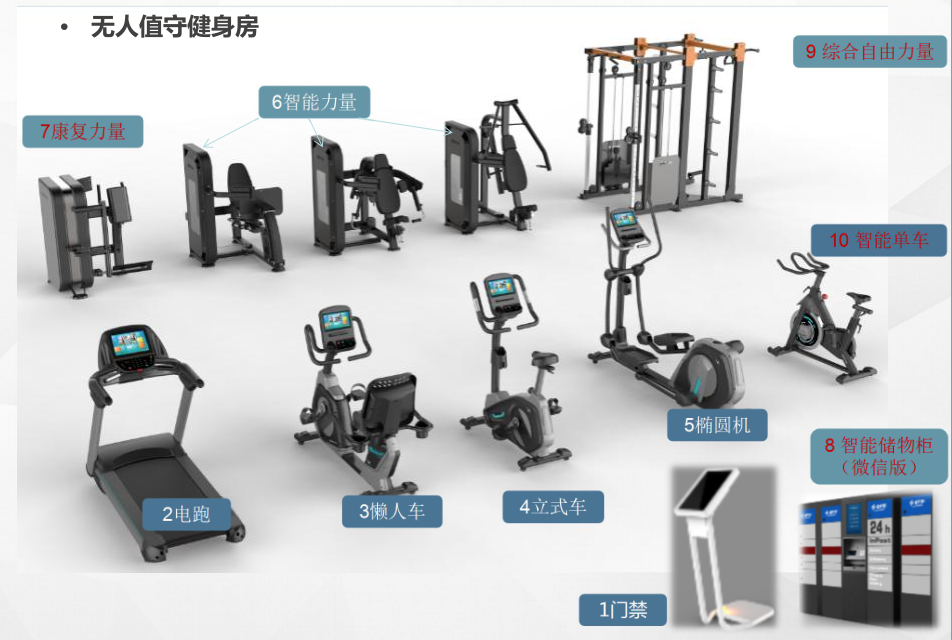 • 无人值守健身房
9 综合自由力量
6智能力量
7康复力量
10 智能单车
5椭圆机
8 智能储物柜
（微信版）
2电跑
3懒人车
4立式车
24h
inPost
1门禁